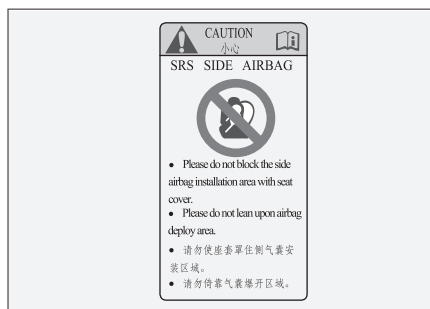 CAUTION
小心
SRS SIDE AIRBAG
● Please do not block the side
airbag installation area with seat
cover.
● Please do not lean upon airbag
deploy area.
● 请勿使座套罩住侧气囊安
装区域。
● 请勿倚靠气囊爆开区域。